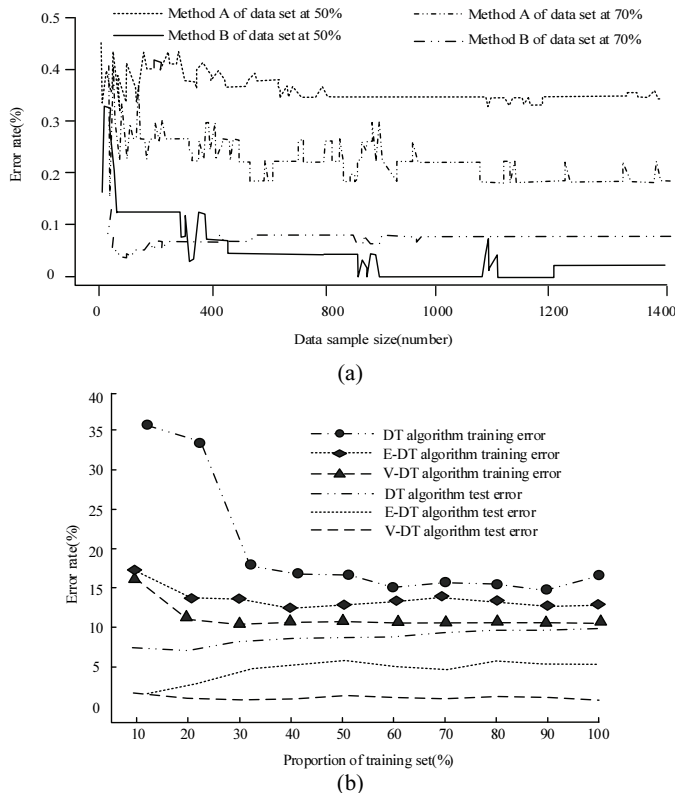 Method A of data set at 50%
Method A of data set at 70%
Method B of data set at 50%
Method B of data set at 70%
0.5
0.4
0.3
0.2
0.1
0
Error rate(%)
0
400
800
1000
1200
1400
Data sample size(number)
(a)
40
35
30
25
20
15
10
5
0
Error rate(%)
DT algorithm training error
E-DT algorithm training error
V-DT algorithm training error
DT algorithm test error
E-DT algorithm test error
V-DT algorithm test error
10
20
30
40
50
60
70
80
90
100
Proportion of training set(%)
(b)